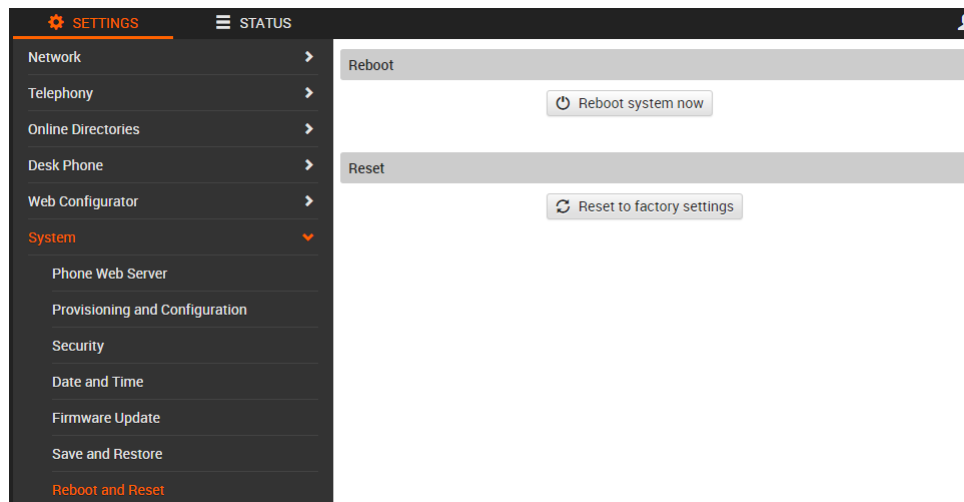 SETTINGS
STATUS
Network
Telephony
Online Directories
Desk Phone
Web Configurator
System
Phone Web Server
Provisioning and Configuration
Security
Date and Time
Firmware Update
Save and Restore
Reboot and Reset
Reboot
Reboot system now
Reset
Reset to factory settings